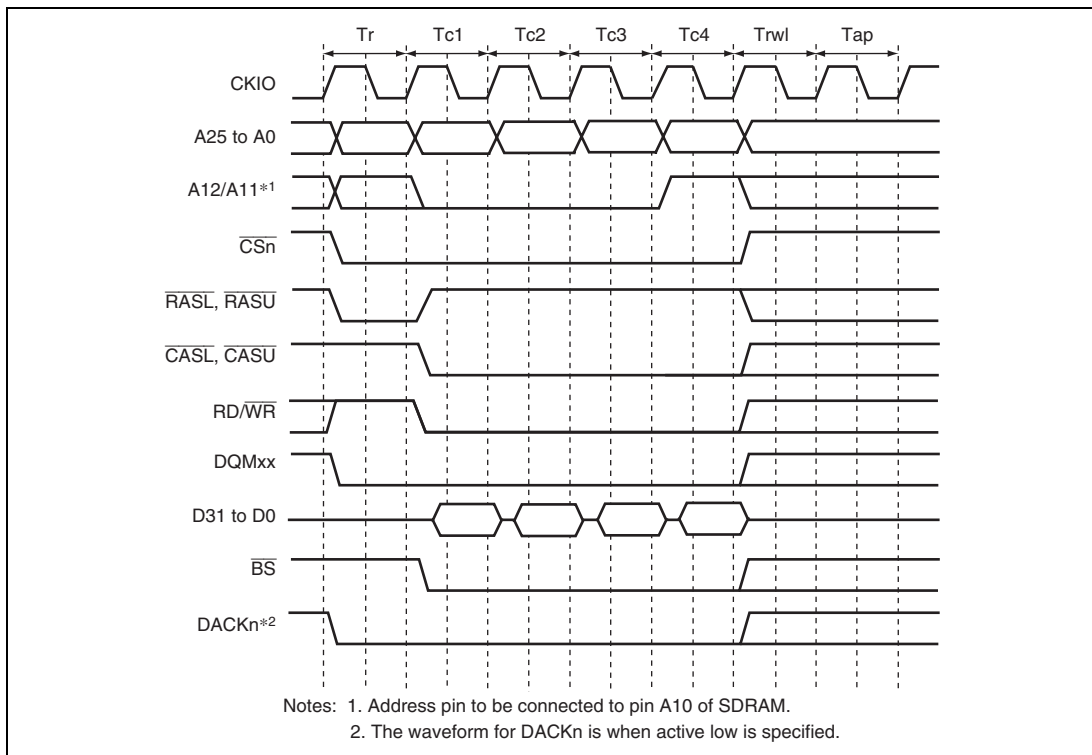 Tr Tc1 Tc2 Tc3 Tc4 Trwl Tap
CKIO
A25 to A0
A12/A11*1
CSn
RASL, RASU
CASL, CASU
RD/WR
DQMxx
D31 to D0
BS
DACKn*2
Notes: 1. Address pin to be connected to pin A10 of SDRAM.
2. The waveform for DACKn is when active low is specified.